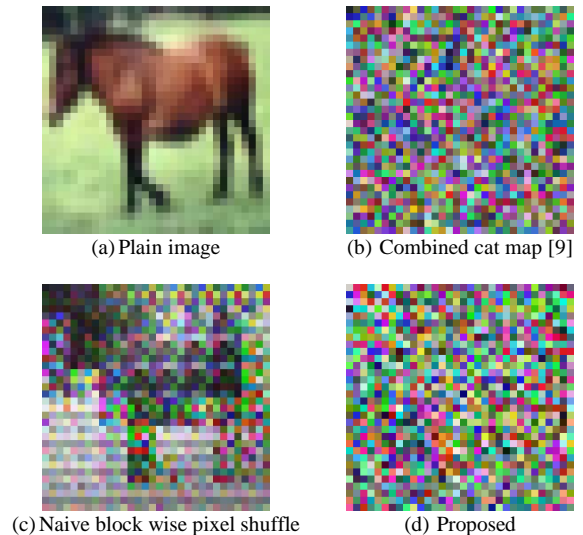 (a) Plain image
(b) Combined cat map [9]
(c) Naive block wise pixel shuffle
(d) Proposed